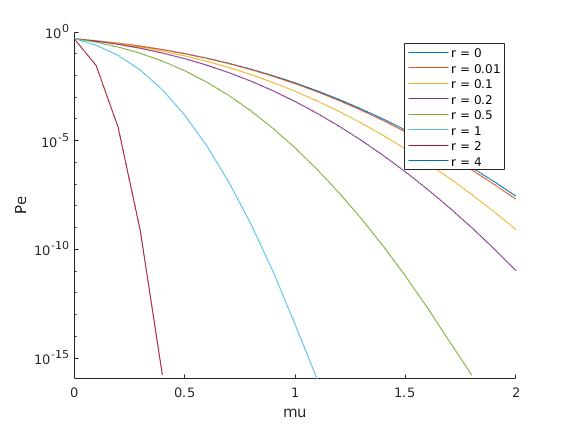 10^0
10^-5
10^-10
10^-15
Pe
0
0.5
1
1.5
2
mu
r = 0
r = 0.01
r = 0.1
r = 0.2
r = 0.5
r = 1
r = 2
r = 4